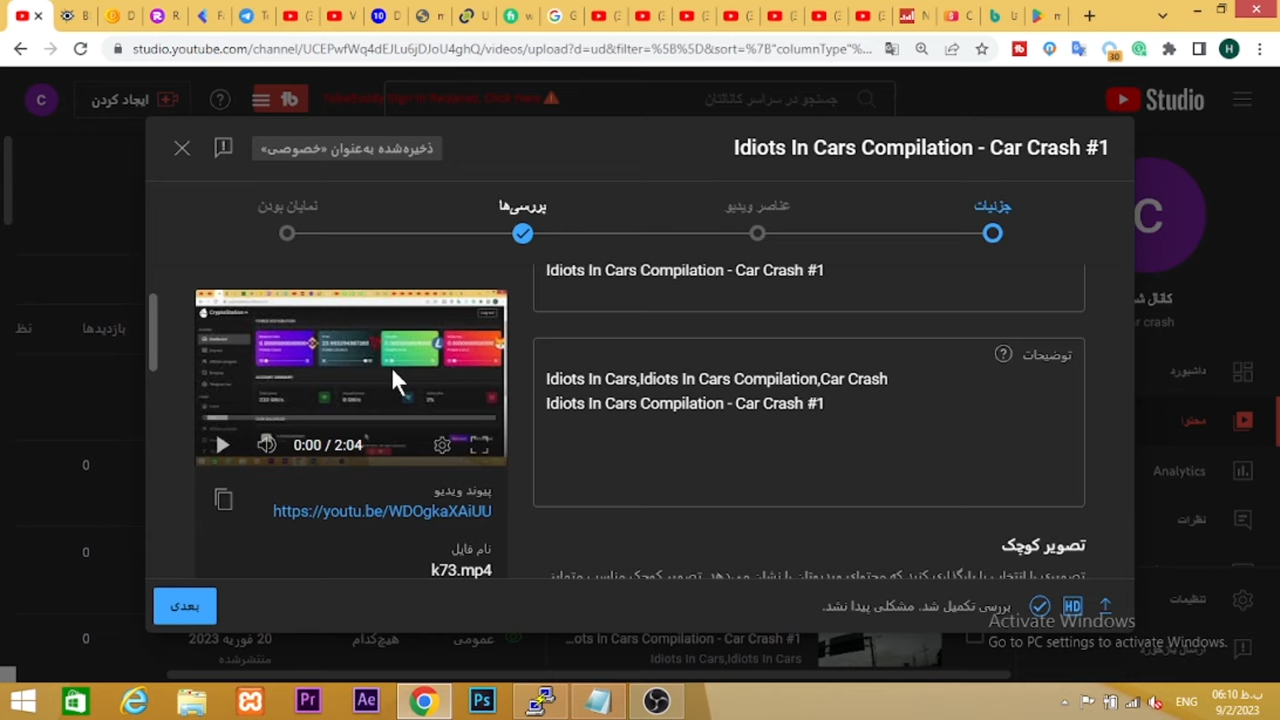 studio.youtube.com/channel/UCEPwfWq4dEJLu6jDJoU4ghQ/videos/upload?d=ud&filter=%5B%5D&sort=%7B"columnType"%...
30
H
C
ایجاد کردن
جستجو در سراسر کانالتان
Studio
ذخیره‌شده به‌عنوان «خصوصی»
Idiots In Cars Compilation - Car Crash #1
جزئیات
عناصر ویدیو
بررسی‌ها
نمایان بودن
C
Idiots In Cars Compilation - Car Crash #1
توضیحات
Idiots In Cars,Idiots In Cars Compilation,Car Crash
Idiots In Cars Compilation - Car Crash #1
0:00 / 2:04
پیوند ویدیو
https://youtu.be/WDOgkaXAiUU
نام فایل
k73.mp4
تصویر کوچک
بعدی
بررسی تکمیل شد. مشکلی پیدا نشد.
HD
داشبورد
محتوا
Analytics
نظرات
تنظیمات
بازدیدها
0
0
0
Activate Windows
Go to PC settings to activate Windows.
20 فوریه 2023
منتشرشده
هیچ‌کدام
عمومی
...ots In Cars Compilation - Car Crash #1
Idiots In Cars,Idiots In Cars
Pr
Ae
Ps
ENG
06:10 ب.ظ
9/2/2023